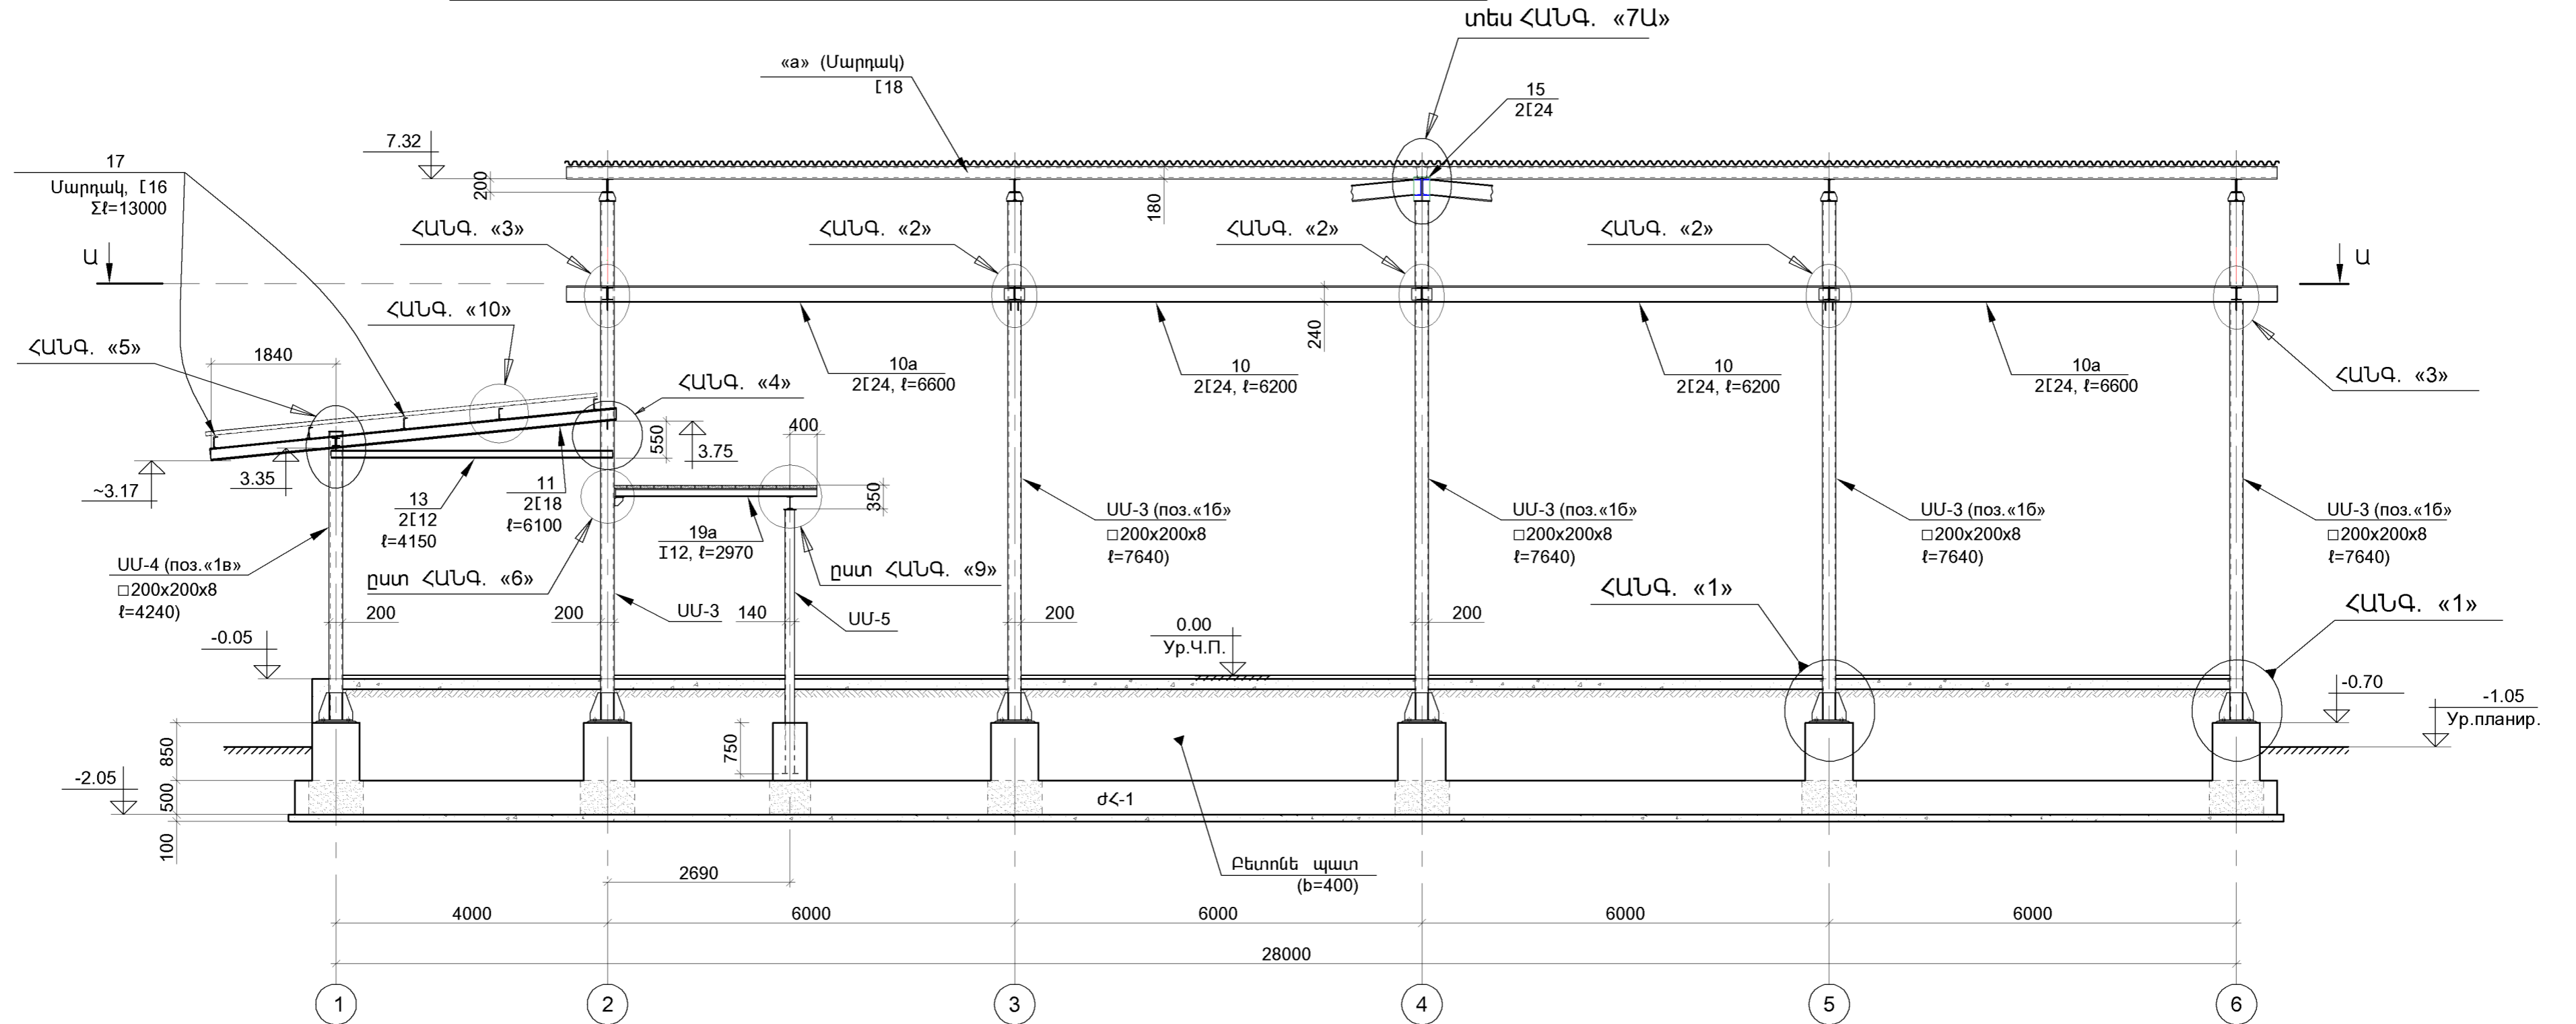 տես ՀԱՆԳ. «7Ա»
«а» (Մարդակ)
[18
15
2[24
7.32
17
Մարդակ, [16
Σℓ=13000
200
180
ՀԱՆԳ. «3»
ՀԱՆԳ. «2»
ՀԱՆԳ. «2»
ՀԱՆԳ. «2»
Ա
Ա
ՀԱՆԳ. «10»
ՀԱՆԳ. «5»
1840
240
10а
2[24, ℓ=6600
10
2[24, ℓ=6200
10
2[24, ℓ=6200
10а
2[24, ℓ=6600
ՀԱՆԳ. «3»
ՀԱՆԳ. «4»
400
550
3.75
3.35
~3.17
350
13
2[12
ℓ=4150
11
2[18
ℓ=6100
19а
I12, ℓ=2970
ՍՄ-3 (поз.«1б»
□200x200x8
ℓ=7640)
ՍՄ-3 (поз.«1б»
□200x200x8
ℓ=7640)
ՍՄ-3 (поз.«1б»
□200x200x8
ℓ=7640)
ՍՄ-3 (поз.«1б»
□200x200x8
ℓ=7640)
ՍՄ-4 (поз.«1в»
□200x200x8
ℓ=4240)
ըստ ՀԱՆԳ. «6»
ըստ ՀԱՆԳ. «9»
ՀԱՆԳ. «1»
ՀԱՆԳ. «1»
200
200
ՍՄ-3
140
ՍՄ-5
200
200
0.00
Ур.Ч.П.
-0.05
-0.70
-1.05
Ур.планир.
850
750
-2.05
500
100
ԺՀ-1
Բետոնե պատ
(b=400)
2690
4000
6000
6000
6000
6000
28000
1
2
3
4
5
6